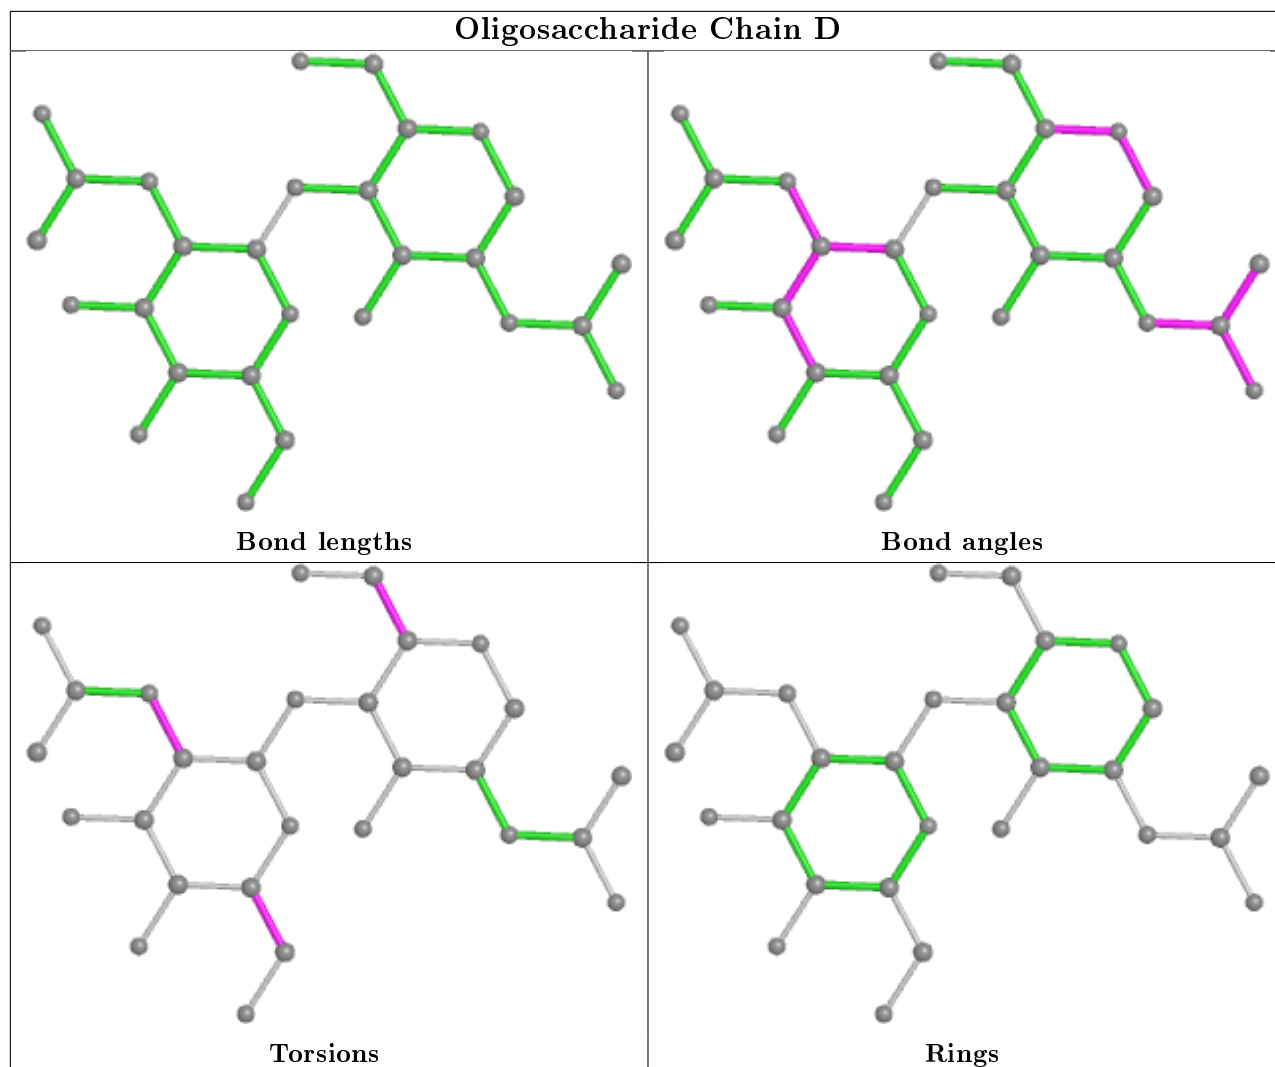 Oligosaccharide Chain D
Bond lengths
Bond angles
Torsions
Rings